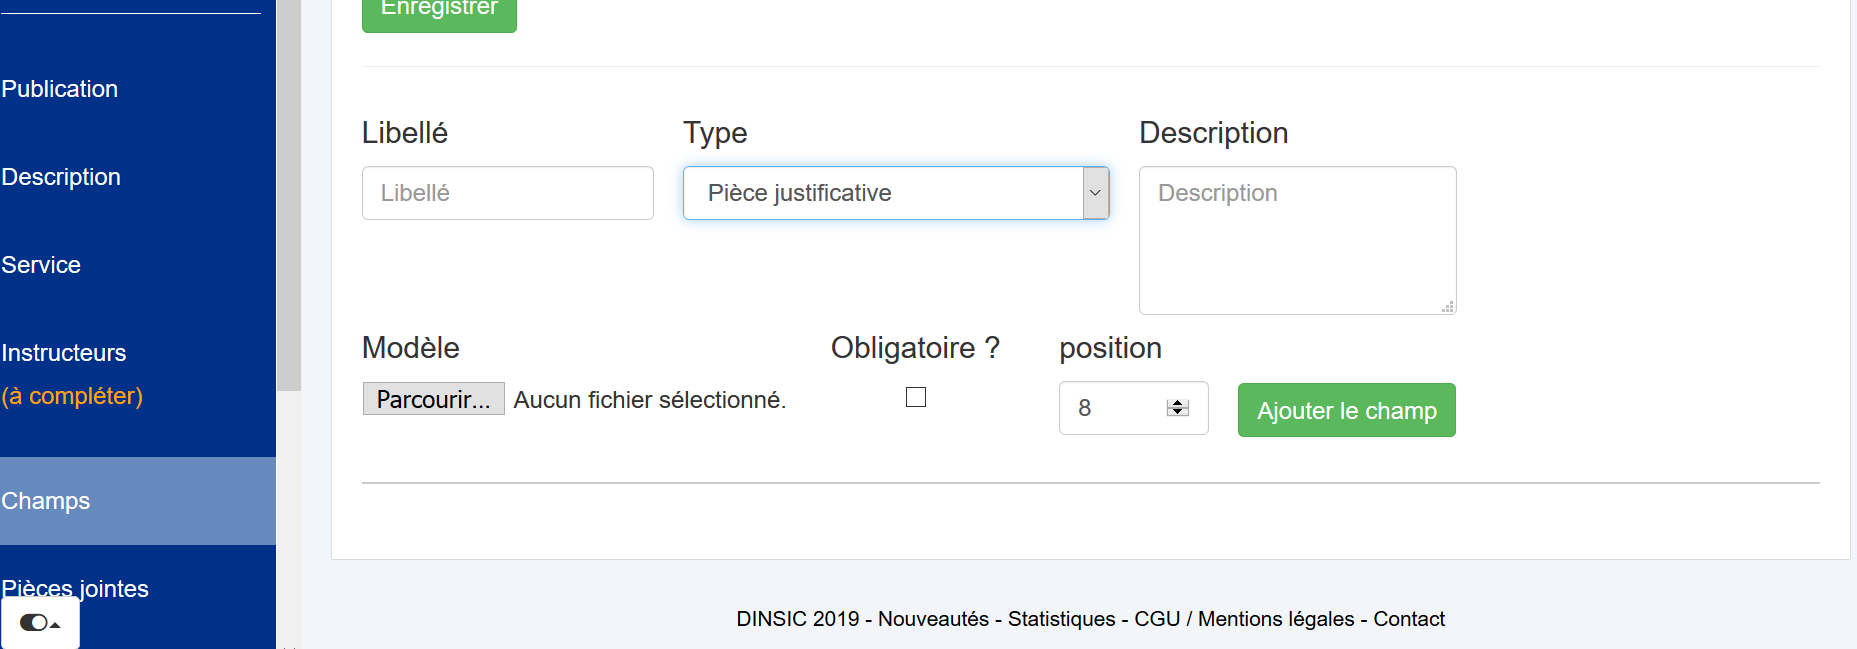 Publication
Description
Service
Instructeurs
(à compléter)
Champs
Pièces jointes
Enregistrer
Libellé Type Description
Libellé Pièce justificative Description
Modèle Obligatoire ? position
Parcourir... Aucun fichier sélectionné. 8 Ajouter le champ
DINSIC 2019 - Nouveautés - Statistiques - CGU / Mentions légales - Contact